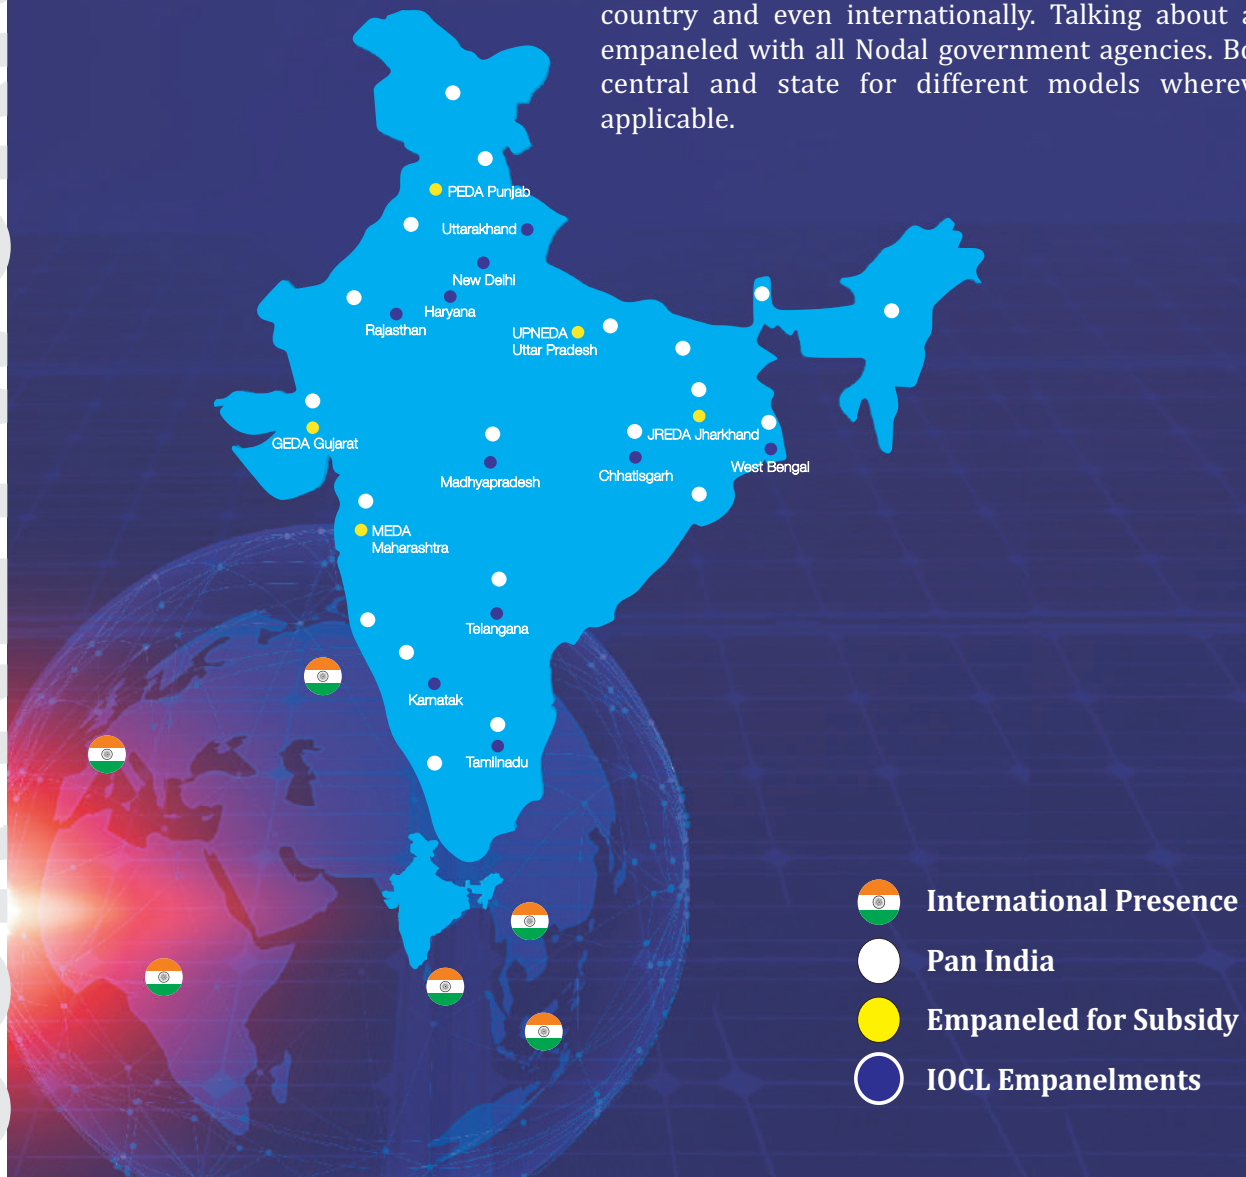 country and even internationally. Talking about
empaneled with all Nodal government agencies.
central and state for different models
applicable.
PEDA Punjab
Uttarakhand
New Delhi
Haryana
Rajasthan
UPNEDA
Uttar Pradesh
GEDA Gujarat
JREDA Jharkhand
West Bengal
Chhatisgarh
Madhyapradesh
MEDA
Maharashtra
Telangana
Karnatak
Tamilnadu
International Presence
Pan India
Empaneled for Subsidy
IOCL Empanelments